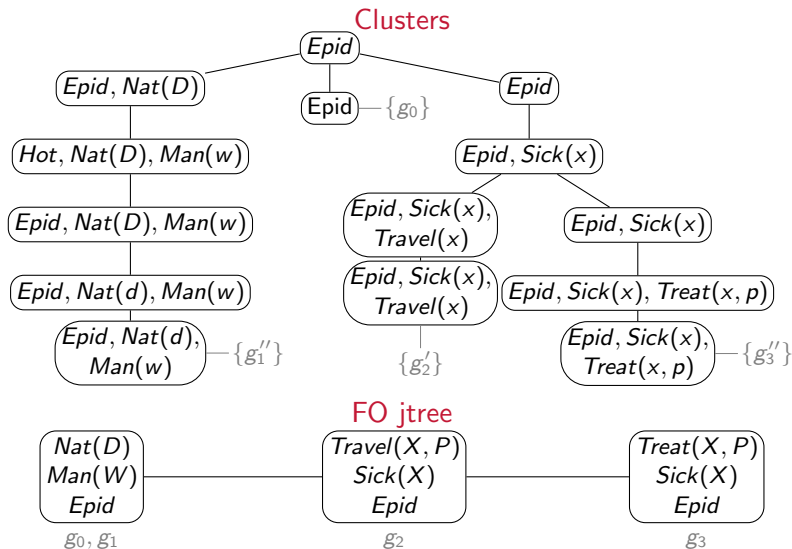 Clusters
Epid
Epid, Nat(D)
Epid
{g₀}
Epid
Hot, Nat(D), Man(w)
Epid, Sick(x)
Epid, Nat(D), Man(w)
Epid, Sick(x),
Travel(x)
Epid, Sick(x)
Epid, Nat(d), Man(w)
Epid, Sick(x),
Travel(x)
Epid, Sick(x), Treat(x, p)
Epid, Nat(d),
Man(w)
{g₁′′}
{g₂′}
Epid, Sick(x),
Treat(x, p)
{g₃′′}
FO jtree
Nat(D)
Man(W)
Epid
g₀, g₁
Travel(X, P)
Sick(X)
Epid
g₂
Treat(X, P)
Sick(X)
Epid
g₃